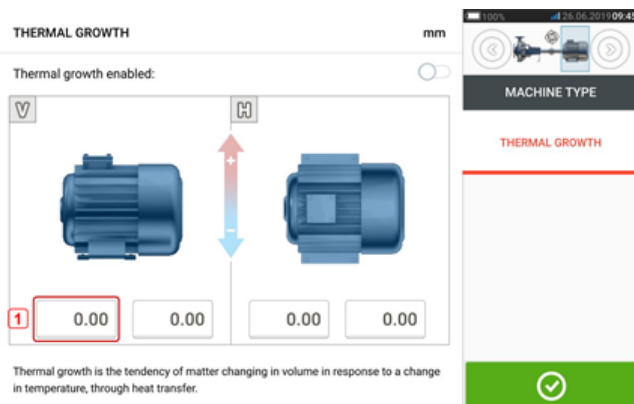 THERMAL GROWTH mm
Thermal growth enabled:
V H
+
-
1 0.00 0.00 0.00 0.00
Thermal growth is the tendency of matter changing in volume in response to a change
in temperature, through heat transfer.
100% 26.06.2019 09:45
MACHINE TYPE
THERMAL GROWTH